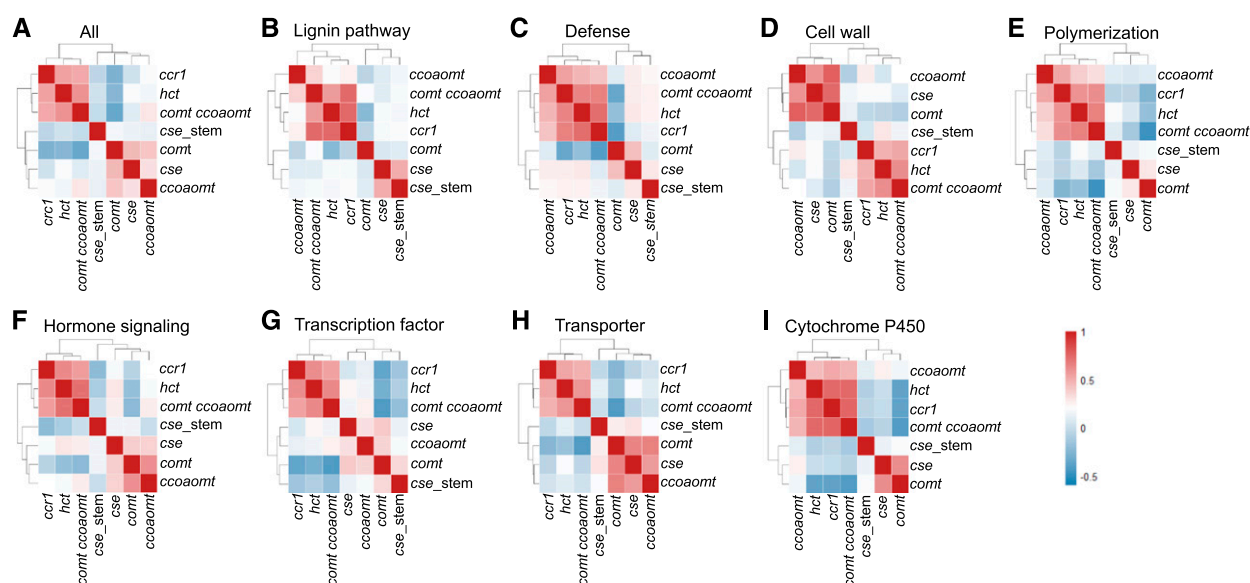 A All
ccr1
hct
comt ccoaomt
cse_stem
comt
cse
ccoaomt
crc1
hct
comt ccoaomt
cse_stem
comt
cse
ccoaomt
B Lignin pathway
ccoaomt
comt ccoaomt
hct
ccr1
comt
cse
cse_stem
ccoaomt
comt ccoaomt
hct
ccr1
comt
cse
cse_stem
C Defense
ccoaomt
comt ccoaomt
hct
ccr1
comt
cse
cse_stem
ccoaomt
ccr1
hct
comt ccoaomt
comt
cse
cse_stem
D Cell wall
ccoaomt
cse
comt
cse_stem
ccr1
hct
comt ccoaomt
ccoaomt
cse
comt
cse_stem
ccr1
hct
comt ccoaomt
E Polymerization
ccoaomt
ccr1
hct
comt ccoaomt
cse_stem
cse
comt
ccoaomt
ccr1
hct
comt ccoaomt
cse_sem
cse
comt
F Hormone signaling
ccr1
hct
comt ccoaomt
cse_stem
cse
comt
ccoaomt
ccr1
hct
comt ccoaomt
cse_stem
cse
comt
ccoaomt
G Transcription factor
ccr1
hct
comt ccoaomt
cse
ccoaomt
comt
cse_stem
ccr1
hct
comt ccoaomt
cse
ccoaomt
comt
cse_stem
H Transporter
ccr1
hct
comt ccoaomt
cse_stem
comt
cse
ccoaomt
ccr1
hct
comt ccoaomt
cse_stem
comt
cse
ccoaomt
I Cytochrome P450
ccoaomt
hct
ccr1
comt ccoaomt
cse_stem
cse
comt
ccoaomt
hct
ccr1
comt ccoaomt
cse_stem
cse
comt
1
0.5
0
-0.5